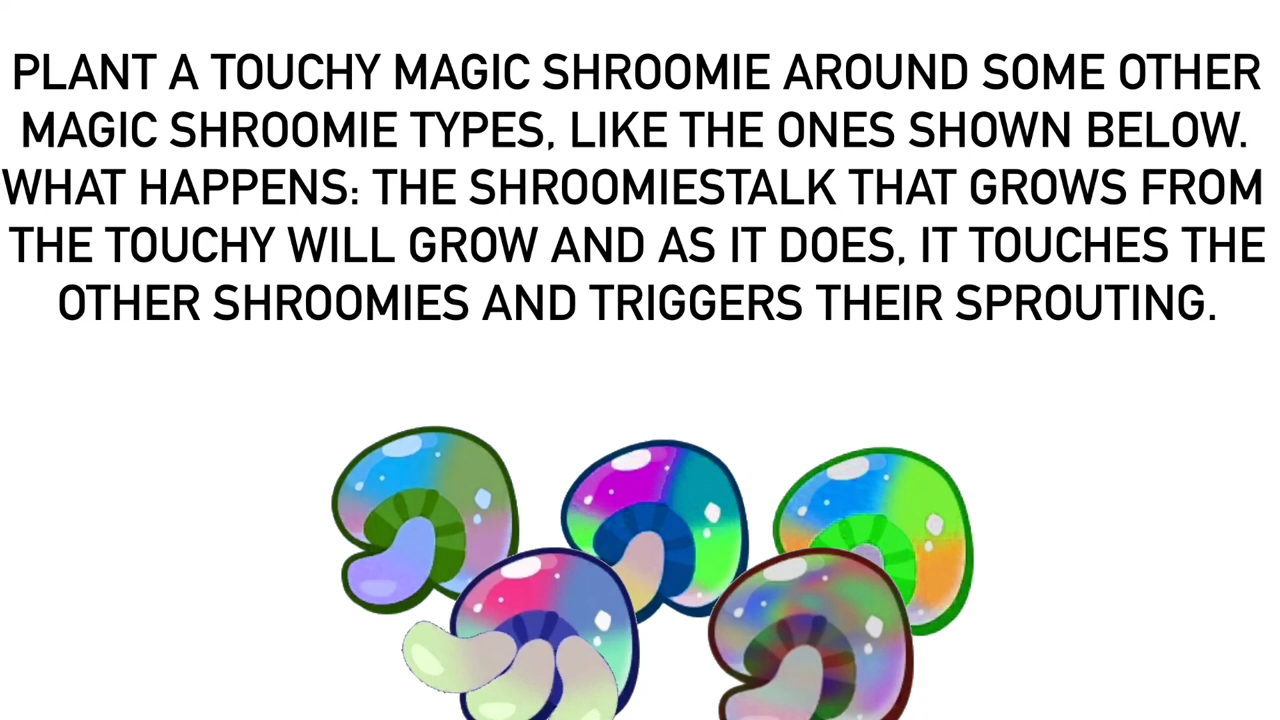 PLANT A TOUCHY MAGIC SHROOMIE AROUND SOME OTHER
MAGIC SHROOMIE TYPES, LIKE THE ONES SHOWN BELOW.
WHAT HAPPENS: THE SHROOMIESTALK THAT GROWS FROM
THE TOUCHY WILL GROW AND AS IT DOES, IT TOUCHES THE
OTHER SHROOMIES AND TRIGGERS THEIR SPROUTING.